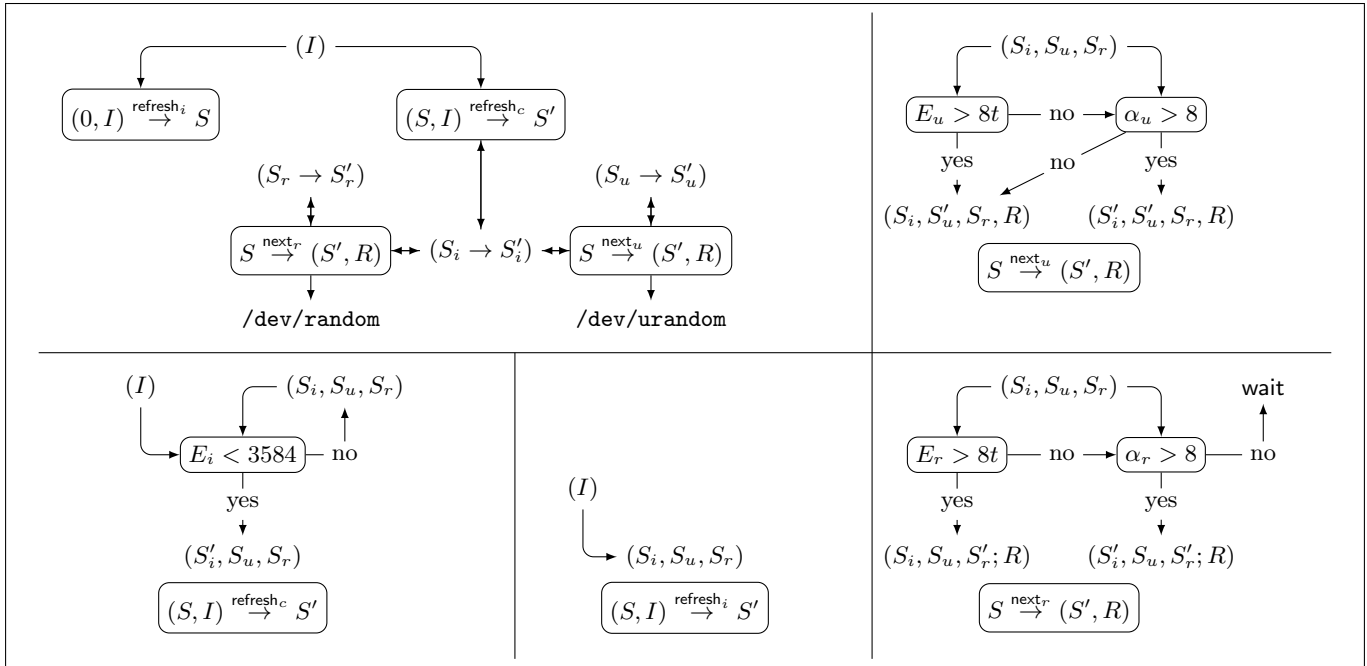 (I)
(0, I) refresh_i → S
(S, I) refresh_c → S′
(S_r → S′_r)
(S_u → S′_u)
S next_r → (S′, R)
(S_i → S′_i)
S next_u → (S′, R)
/dev/random
/dev/urandom
(S_i, S_u, S_r)
E_u > 8t
no
α_u > 8
yes
no
yes
(S_i, S′_u, S_r, R)
(S′_i, S′_u, S_r, R)
S next_u → (S′, R)
(I)
(S_i, S_u, S_r)
E_i < 3584
no
yes
(S′_i, S_u, S_r)
(S, I) refresh_c → S′
(I)
(S_i, S_u, S_r)
(S, I) refresh_i → S′
(S_i, S_u, S_r)
wait
E_r > 8t
no
α_r > 8
no
yes
yes
(S_i, S_u, S′_r; R)
(S′_i, S_u, S′_r; R)
S next_r → (S′, R)